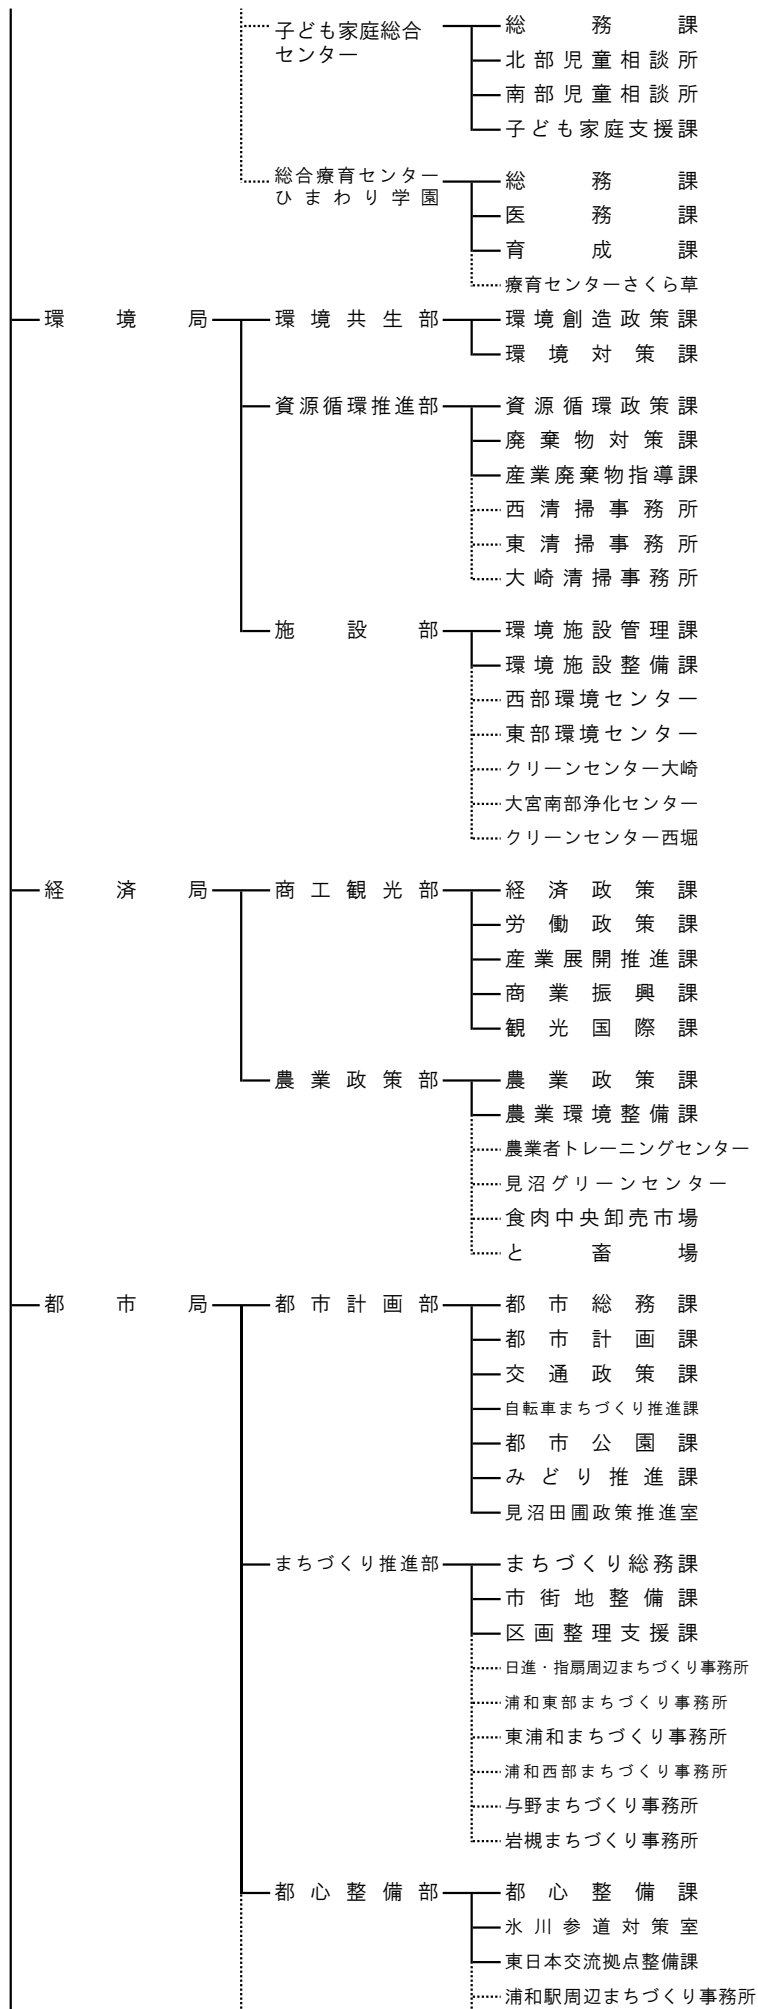 子ども家庭総合
センター
総務課
北部児童相談所
南部児童相談所
子ども家庭支援課
総合療育センター
ひまわり学園
総務課
医務課
育成課
療育センターさくら草
環境局
環境共生部
環境創造政策課
環境対策課
資源循環推進部
資源循環政策課
廃棄物対策課
産業廃棄物指導課
西清掃事務所
東清掃事務所
大崎清掃事務所
施設部
環境施設管理課
環境施設整備課
西部環境センター
東部環境センター
クリーンセンター大崎
大宮南部浄化センター
クリーンセンター西堀
経済局
商工観光部
経済政策課
労働政策課
産業展開推進課
商業振興課
観光国際課
農業政策部
農業政策課
農業環境整備課
農業者トレーニングセンター
見沼グリーンセンター
食肉中央卸売市場
と畜場
都市局
都市計画部
都市総務課
都市計画課
交通政策課
自転車まちづくり推進課
都市公園課
みどり推進課
見沼田圃政策推進室
まちづくり推進部
まちづくり総務課
市街地整備課
区画整理支援課
日進・指扇周辺まちづくり事務所
浦和東部まちづくり事務所
東浦和まちづくり事務所
浦和西部まちづくり事務所
与野まちづくり事務所
岩槻まちづくり事務所
都心整備部
都心整備課
氷川参道対策室
東日本交流拠点整備課
浦和駅周辺まちづくり事務所